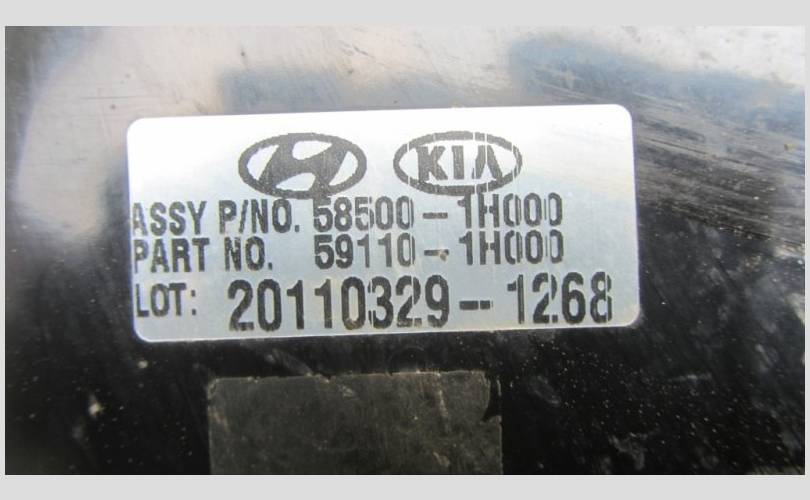 KIA
ASSY P/NO. 58500-1H000
PART NO. 59110-1H000
LOT: 20110329-1268